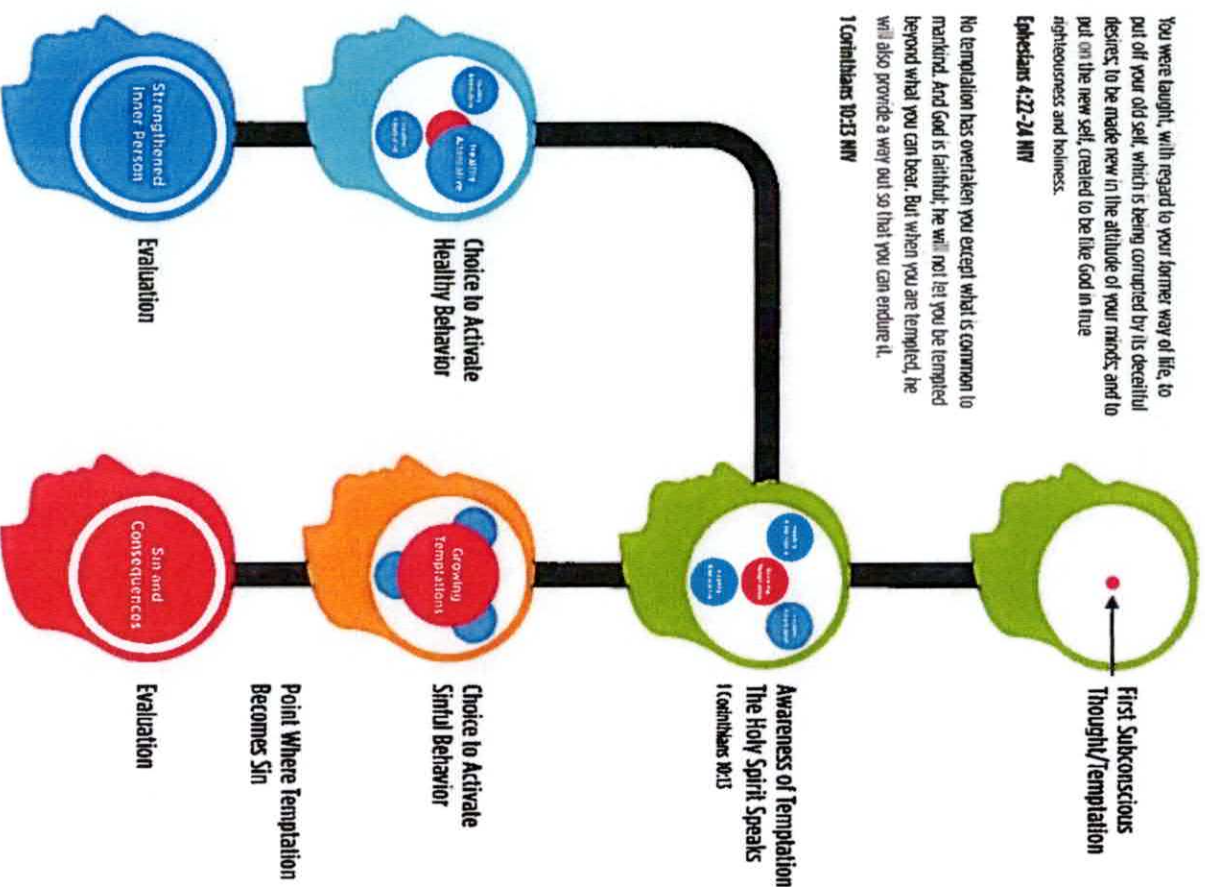 You were taught, with regard to your former way of life, to
put off your old self, which is being corrupted by its deceitful
desires; to be made new in the attitude of your minds; and to
put on the new self, created to be like God in true
righteousness and holiness.
Ephesians 4:22-24 NIV
No temptation has overtaken you except what is common to
mankind. And God is faithful; he will not let you be tempted
beyond what you can bear. But when you are tempted, he
will also provide a way out so that you can endure it.
1 Corinthians 10:13 NIV
First Subconscious
Thought/Temptation
Awareness of Temptation
The Holy Spirit Speaks
1 Corinthians 10:13
Healthy
Alternative
Choice to Activate
Healthy Behavior
Growing
Temptations
Choice to Activate
Sinful Behavior
Point Where Temptation
Becomes Sin
Strengthened
Inner Person
Evaluation
Sin and
Consequences
Evaluation